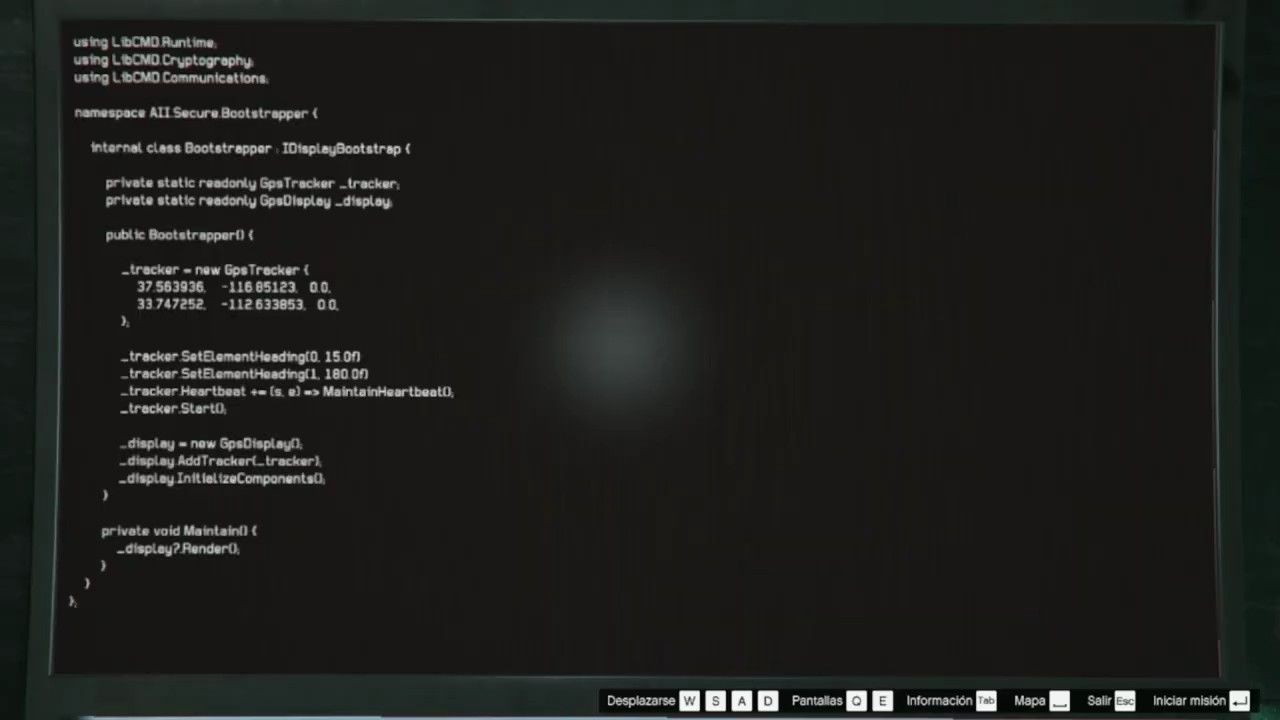 using LibCMD.Runtime;
using LibCMD.Cryptography;
using LibCMD.Communications;
namespace AII.Secure.Bootstrapper {
internal class Bootstrapper : IDisplayBootstrap {
private static readonly GpsTracker _tracker;
private static readonly GpsDisplay _display;
public Bootstrapper() {
_tracker = new GpsTracker {
37.563936, -116.85123, 0.0,
33.747252, -112.633853, 0.0,
};
_tracker.SetElementHeading(0, 15.0f)
_tracker.SetElementHeading(1, 180.0f)
_tracker.Heartbeat += (s, e) => MaintainHeartbeat();
_tracker.Start();
_display = new GpsDisplay();
_display.AddTracker(_tracker);
_display.InitializeComponents();
}
private void Maintain() {
_display?.Render();
}
}
};
Desplazarse W S A D Pantallas Q E Información Tab Mapa Salir Esc Iniciar misión